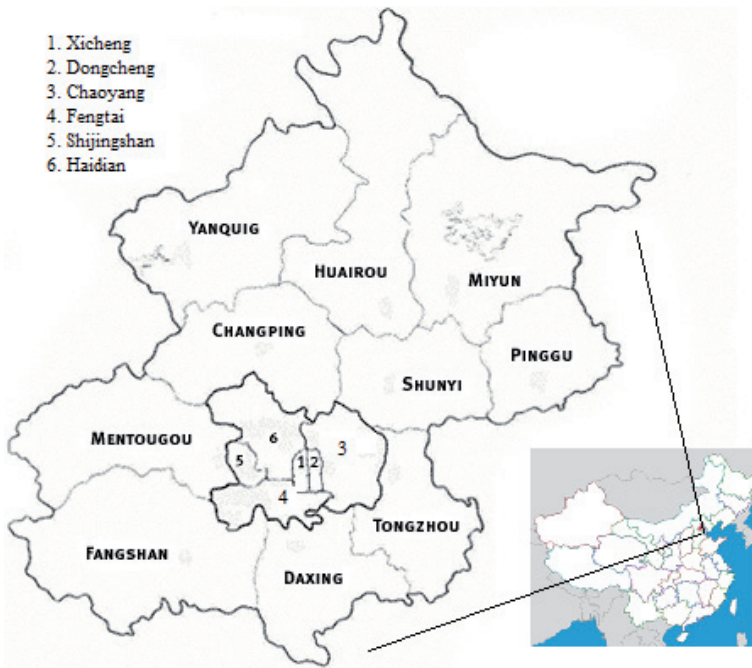 1. Xicheng
2. Dongcheng
3. Chaoyang
4. Fengtai
5. Shijingshan
6. Haidian
YANQUIG
HUAIROU
MIYUN
CHANGPING
PINGGU
SHUNYI
MENTOUGOU
6
3
5
1 2
4
TONGZHOU
FANGSHAN
DAXING